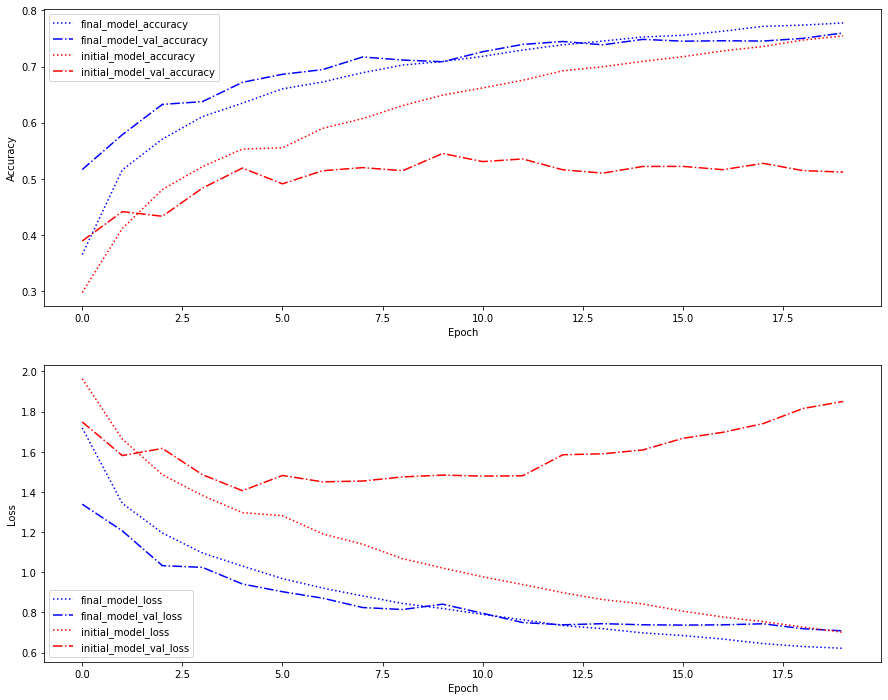 0.8
0.7
0.6
0.5
0.4
0.3
Accuracy
final_model_accuracy
final_model_val_accuracy
initial_model_accuracy
initial_model_val_accuracy
0.0 2.5 5.0 7.5 10.0 12.5 15.0 17.5
Epoch
2.0
1.8
1.6
1.4
1.2
1.0
0.8
0.6
Loss
final_model_loss
final_model_val_loss
initial_model_loss
initial_model_val_loss
0.0 2.5 5.0 7.5 10.0 12.5 15.0 17.5
Epoch